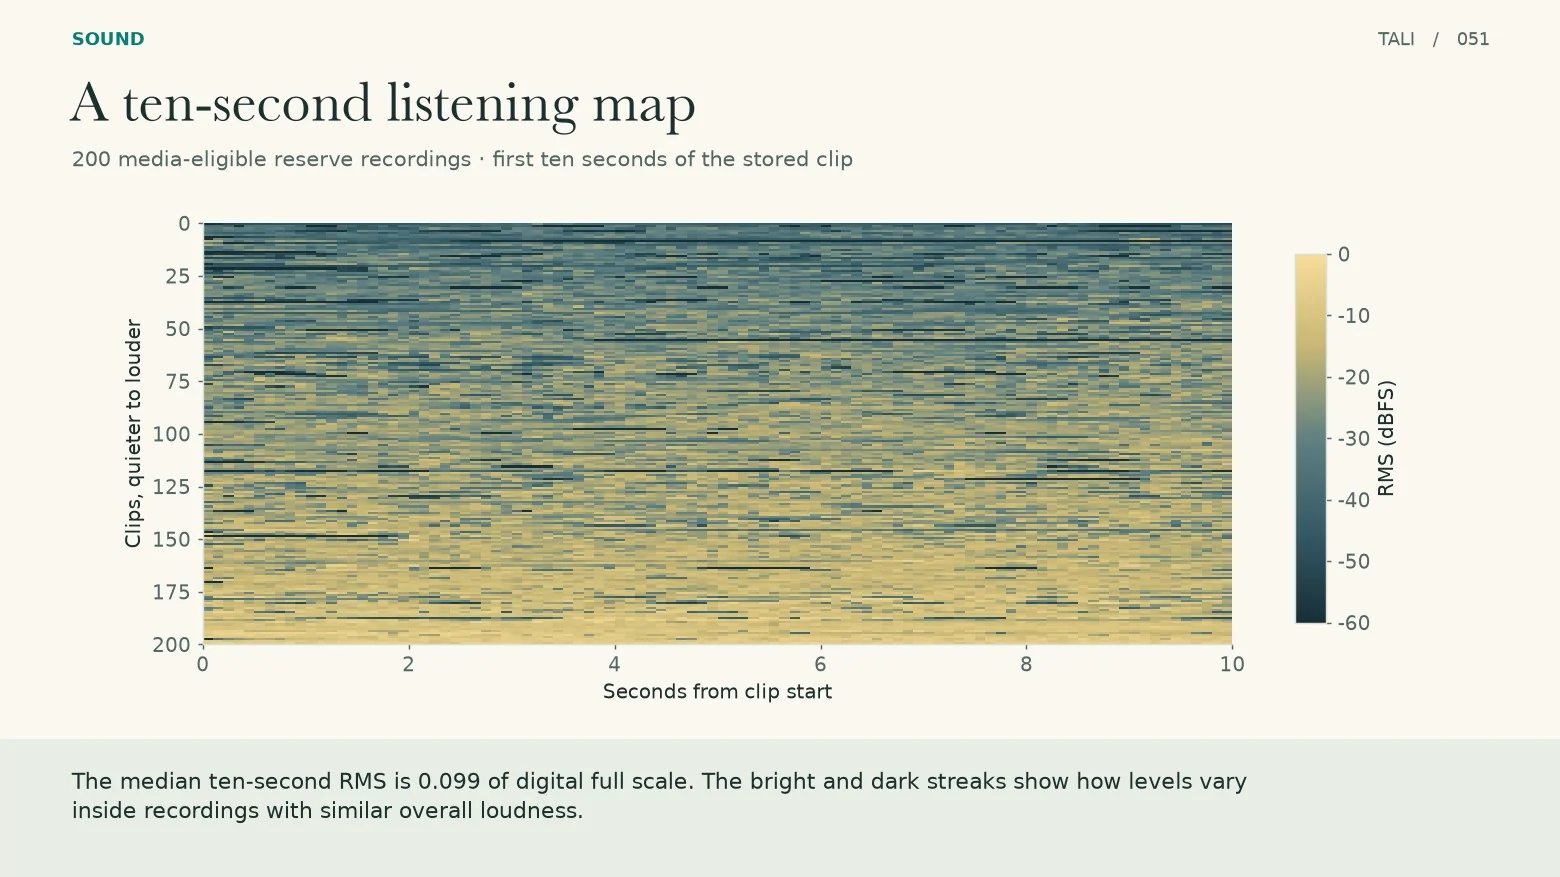 SOUND
TALI / 051
A ten-second listening map
200 media-eligible reserve recordings · first ten seconds of the stored clip
Clips, quieter to louder
0
25
50
75
100
125
150
175
200
0 2 4 6 8 10
Seconds from clip start
0
-10
-20
-30
-40
-50
-60
RMS (dBFS)
The median ten-second RMS is 0.099 of digital full scale. The bright and dark streaks show how levels vary
inside recordings with similar overall loudness.